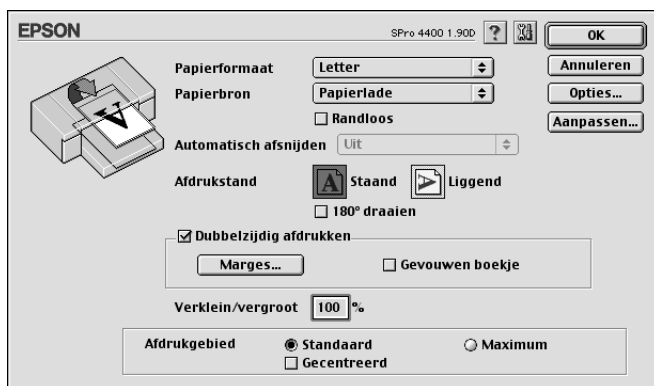 EPSON SPro 4400 1.90D ? OK
Papierformaat Letter Annuleren
Papierbron Papierlade Opties...
Randloos Aanpassen...
Automatisch afsnijden Uit
Afdrukstand A Staand A Liggend
180° draaien
Dubbelzijdig afdrukken
Marges... Gevouwen boekje
Verklein/vergroot 100 %
Afdrukgebied Standaard Maximum
Gecentreerd